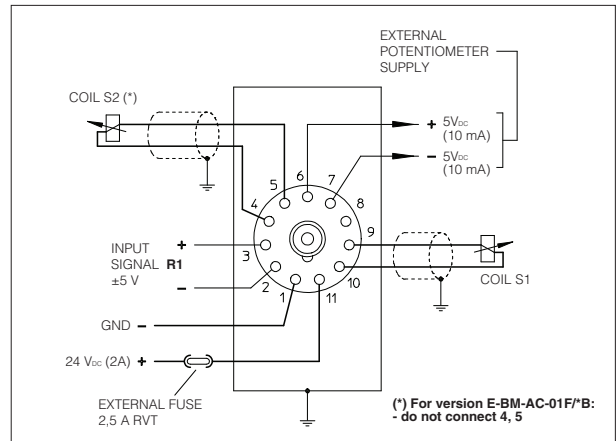 EXTERNAL
POTENTIOMETER
SUPPLY
COIL S2 (*)
+ 5VDC
(10 mA)
- 5VDC
(10 mA)
6
5
7
4
8
3
9
2
10
1
11
INPUT
SIGNAL R1
±5 V
+
-
COIL S1
GND -
24 VDC (2A) +
EXTERNAL FUSE
2,5 A RVT
(*) For version E-BM-AC-01F/*B:
- do not connect 4, 5